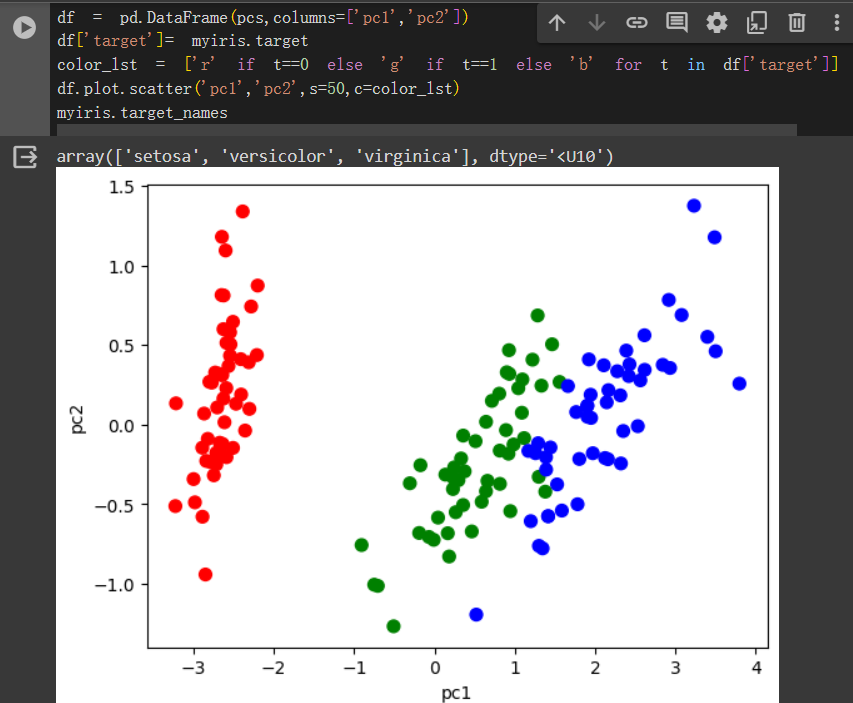 df = pd.DataFrame(pcs,columns=['pc1','pc2'])
df['target']= myiris.target
color_lst = ['r' if t==0 else 'g' if t==1 else 'b' for t in df['target']]
df.plot.scatter('pc1','pc2',s=50,c=color_lst)
myiris.target_names
array(['setosa', 'versicolor', 'virginica'], dtype='<U10')
1.5
1.0
0.5
0.0
−0.5
−1.0
pc2
−3 −2 −1 0 1 2 3 4
pc1